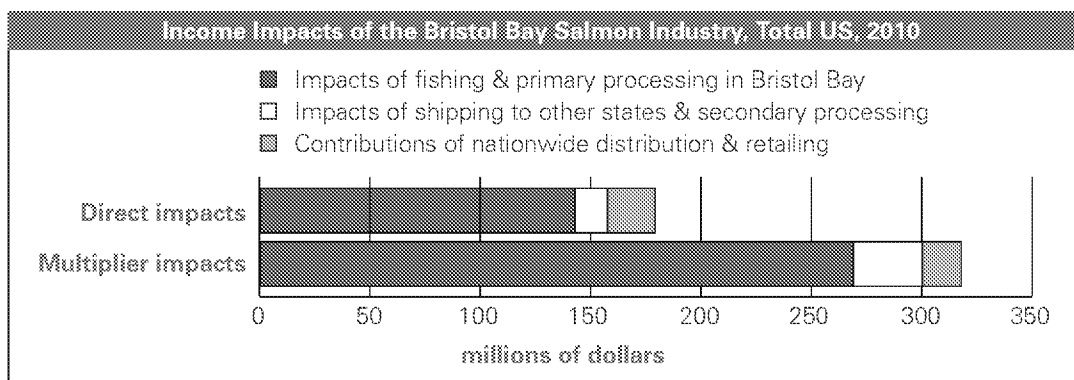 Income Impacts of the Bristol Bay Salmon Industry, Total US, 2010
Impacts of fishing & primary processing in Bristol Bay
Impacts of shipping to other states & secondary processing
Contributions of nationwide distribution & retailing
Direct impacts
Multiplier impacts
0 50 100 150 200 250 300 350
millions of dollars